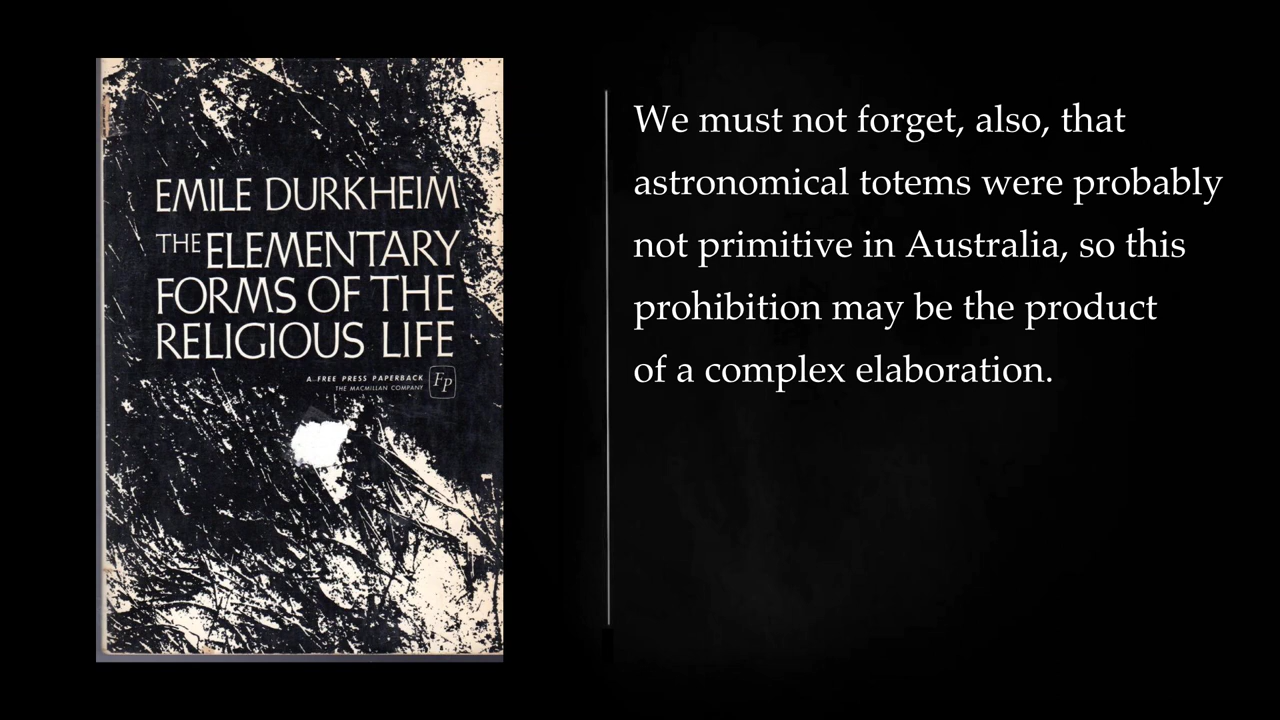 EMILE DURKHEIM
THE ELEMENTARY
FORMS OF THE
RELIGIOUS LIFE
A FREE PRESS PAPERBACK
THE MACMILLAN COMPANY
Fp
We must not forget, also, that
astronomical totems were probably
not primitive in Australia, so this
prohibition may be the product
of a complex elaboration.